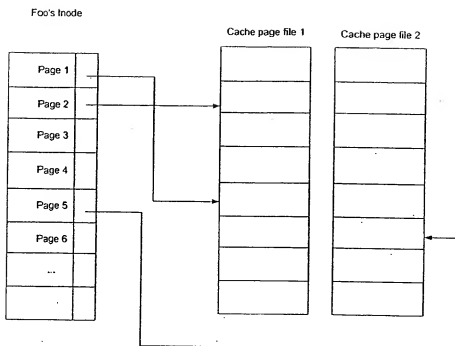 Foo's Inode
Cache page file 1
Cache page file 2
Page 1
Page 2
Page 3
Page 4
Page 5
Page 6
...